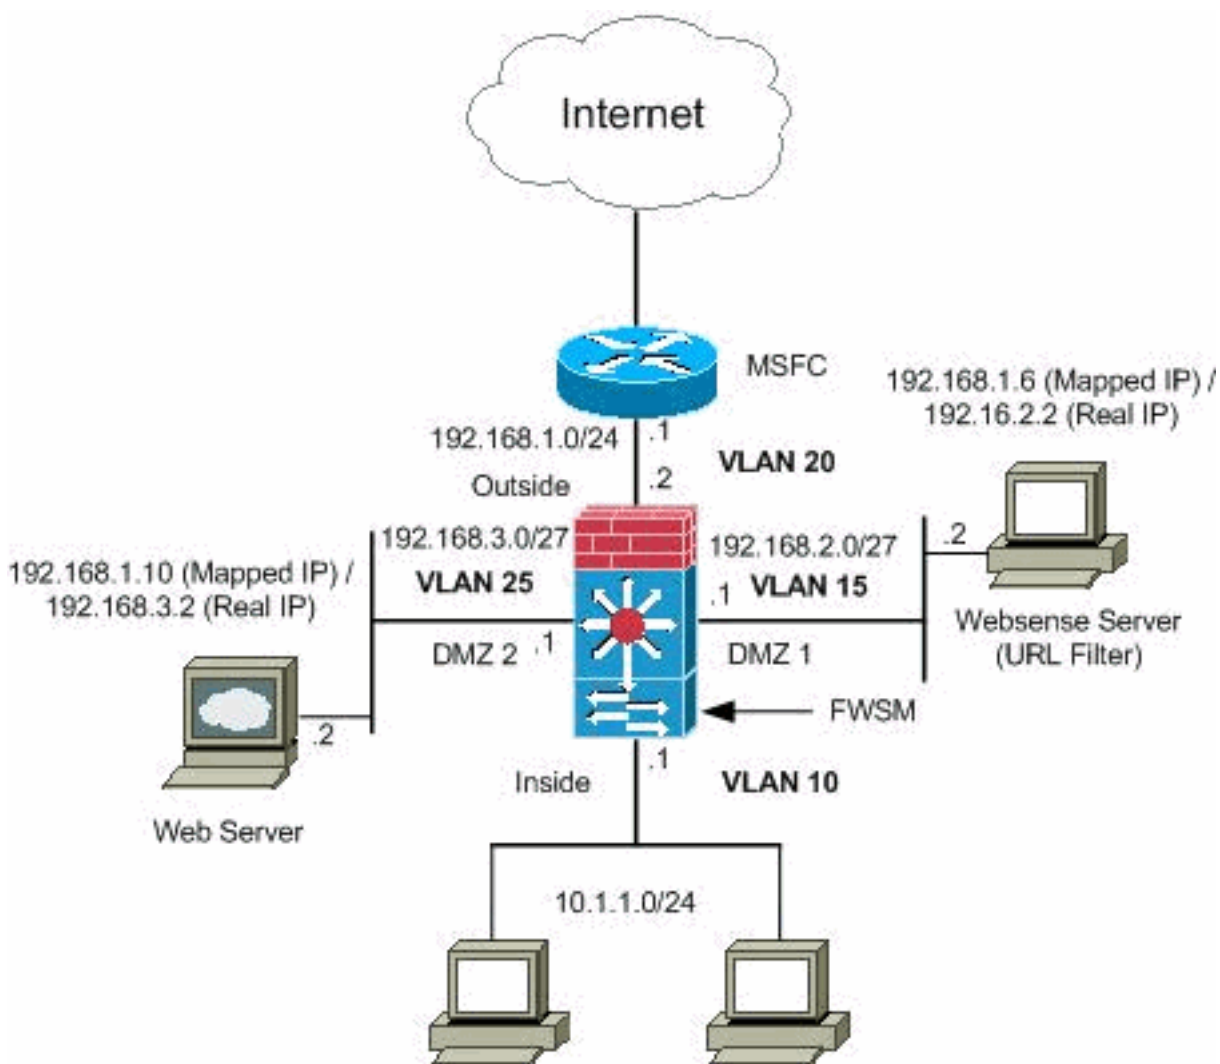 Internet
MSFC
192.168.1.6 (Mapped IP) /
192.16.2.2 (Real IP)
192.168.1.0/24
.1
VLAN 20
Outside
.2
192.168.3.0/27
192.168.2.0/27
.2
192.168.1.10 (Mapped IP) /
192.168.3.2 (Real IP)
VLAN 25
.1
VLAN 15
Websense Server
(URL Filter)
DMZ 2
.1
DMZ 1
FWSM
.2
.1
Inside
VLAN 10
Web Server
10.1.1.0/24